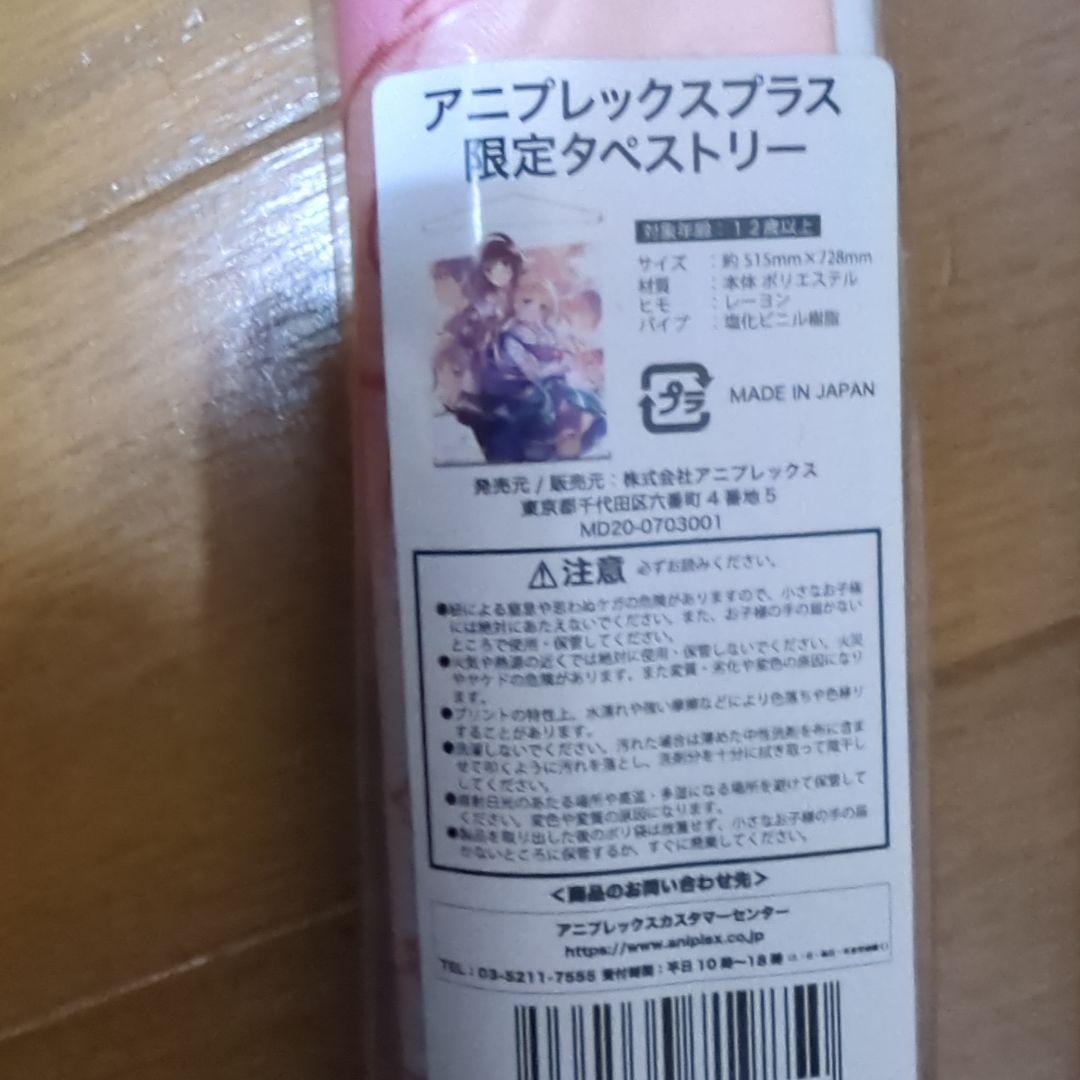 アニプレックスプラス
限定タペストリー
対象年齢：12歳以上
サイズ ：約 515mm×728mm
材質 ：本体 ポリエステル
ヒモ ：レーヨン
パイプ ：塩化ビニル樹脂
プラ
MADE IN JAPAN
発売元 / 販売元：株式会社アニプレックス
東京都千代田区六番町4番地5
MD20-0703001
⚠注意 必ずお読みください。
●紐による窒息や思わぬケガの危険がありますので、小さなお子様
には絶対にあたえないでください。また、お子様の手の届かない
ところで使用・保管してください。
●火気や熱源の近くでは絶対に使用・保管しないでください。火災
ややケドの危険があります。また変質・劣化や変色の原因になり
ます。
●プリントの特性上、水濡れや強い摩擦などにより色落ちや色移り
することがあります。
●洗濯しないでください。汚れた場合は薄めた中性洗剤を布に含ま
せて叩くように汚れを落とし、洗剤分を十分に拭き取って陰干し
してください。
●直射日光のあたる場所や高温・多湿になる場所を避けて保管して
ください。変色や変質の原因になります。
●製品を取り出した後のポリ袋は放置せず、小さなお子様の手の届
かないところに保管するか、すぐに廃棄してください。
＜商品のお問い合わせ先＞
アニプレックスカスタマーセンター
https://www.aniplex.co.jp
TEL：03-5211-7555 受付時間：平日10時～18時